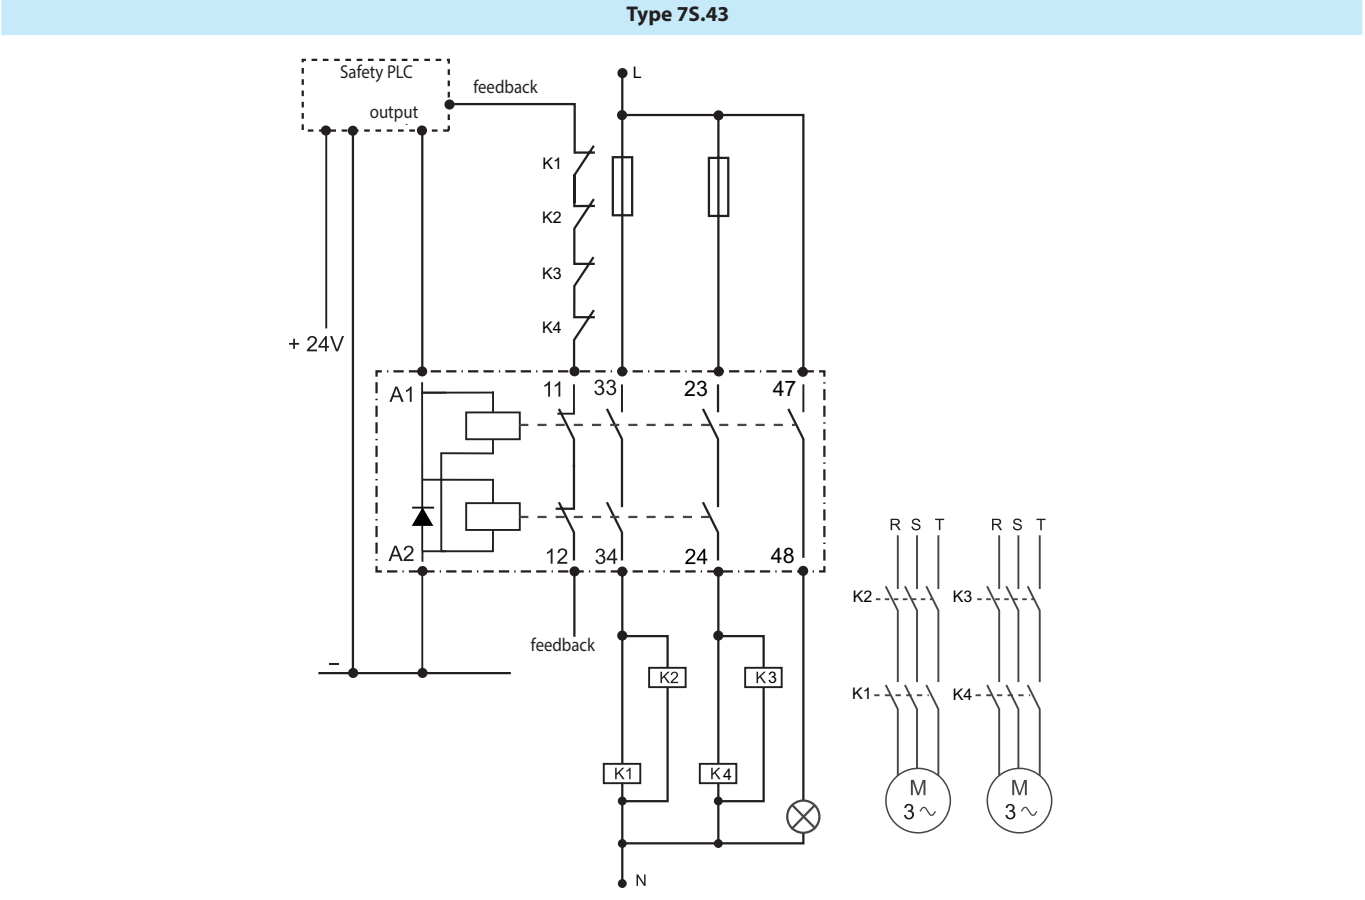 Type 7S.43
Safety PLC
feedback
L
output
K1
K2
K3
K4
+ 24V
A1
11
33
23
47
A2
12
34
24
48
R S T
R S T
K2
K3
feedback
–
K2
K3
K1
K4
K1
K4
M
3 ~
M
3 ~
N